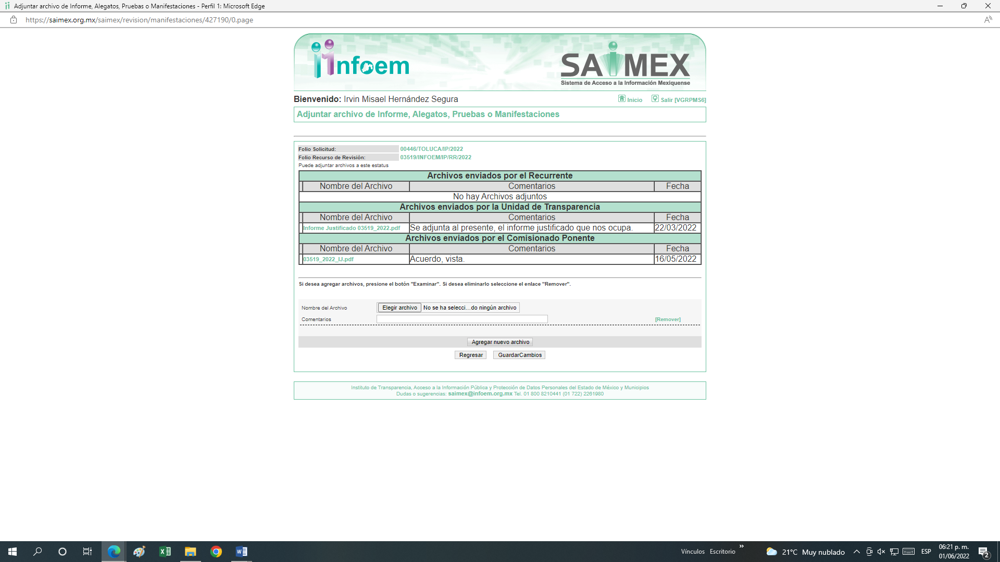 Adjuntar archivo de Informe, Alegatos, Pruebas o Manifestaciones - Perfil 1: Microsoft Edge
https://saimex.org.mx/saimex/revision/manifestaciones/427190/0.page
infoem
SAIMEX
Sistema de Acceso a la Información Mexiquense
Bienvenido: Irvin Misael Hernández Segura
Inicio Salir [VGRPMS6]
Adjuntar archivo de Informe, Alegatos, Pruebas o Manifestaciones
Folio Solicitud: 00446/TOLUCA/IP/2022
Folio Recurso de Revisión: 03519/INFOEM/IP/RR/2022
Puede adjuntar archivos a este estatus
Archivos enviados por el Recurrente
Nombre del Archivo Comentarios Fecha
No hay Archivos adjuntos
Archivos enviados por la Unidad de Transparencia
Nombre del Archivo Comentarios Fecha
Informe Justificado 03519_2022.pdf Se adjunta al presente, el informe justificado que nos ocupa. 22/03/2022
Archivos enviados por el Comisionado Ponente
Nombre del Archivo Comentarios Fecha
03519_2022_IJ.pdf Acuerdo, vista. 16/05/2022
Si desea agregar archivos, presione el botón "Examinar". Si desea eliminarlo seleccione el enlace "Remover".
Nombre del Archivo Elegir archivo No se ha selecci...do ningún archivo
Comentarios [Remover]
Agregar nuevo archivo
Regresar GuardarCambios
Instituto de Transparencia, Acceso a la Información Pública y Protección de Datos Personales del Estado de México y Municipios
Dudas o sugerencias: saimex@infoem.org.mx Tel. 01 800 8210441 (01 722) 2261980
Vínculos Escritorio » 21°C Muy nublado ESP 06:21 p. m.
01/06/2022 2